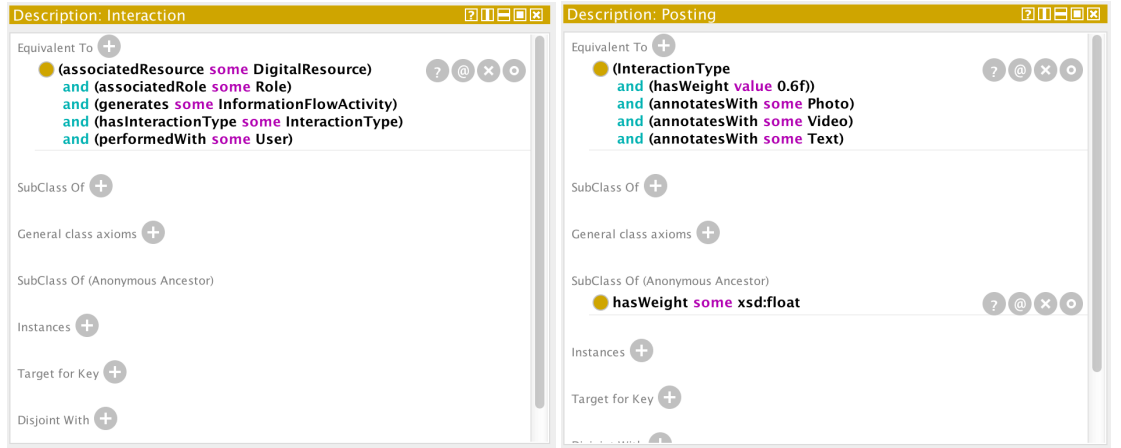 Description: Interaction
Equivalent To
(associatedResource some DigitalResource)
and (associatedRole some Role)
and (generates some InformationFlowActivity)
and (hasInteractionType some InteractionType)
and (performedWith some User)
SubClass Of
General class axioms
SubClass Of (Anonymous Ancestor)
Instances
Target for Key
Disjoint With
Description: Posting
Equivalent To
(InteractionType
and (hasWeight value 0.6f))
and (annotatesWith some Photo)
and (annotatesWith some Video)
and (annotatesWith some Text)
SubClass Of
General class axioms
SubClass Of (Anonymous Ancestor)
hasWeight some xsd:float
Instances
Target for Key
Disjoint With